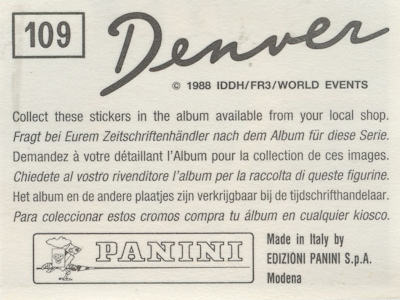 109
Denver
© 1988 IDDH/FR3/WORLD EVENTS
Collect these stickers in the album available from your local shop.
Fragt bei Eurem Zeitschriftenhändler nach dem Album für diese Serie.
Demandez à votre détaillant l'Album pour la collection de ces images.
Chiedete al vostro rivenditore l'album per la raccolta di queste figurine.
Het album en de andere plaatjes zijn verkrijgbaar bij de tijdschrifthandelaar.
Para coleccionar estos cromos compra tu álbum en cualquier kiosco.
PANINI
Made in Italy by
EDIZIONI PANINI S.p.A.
Modena